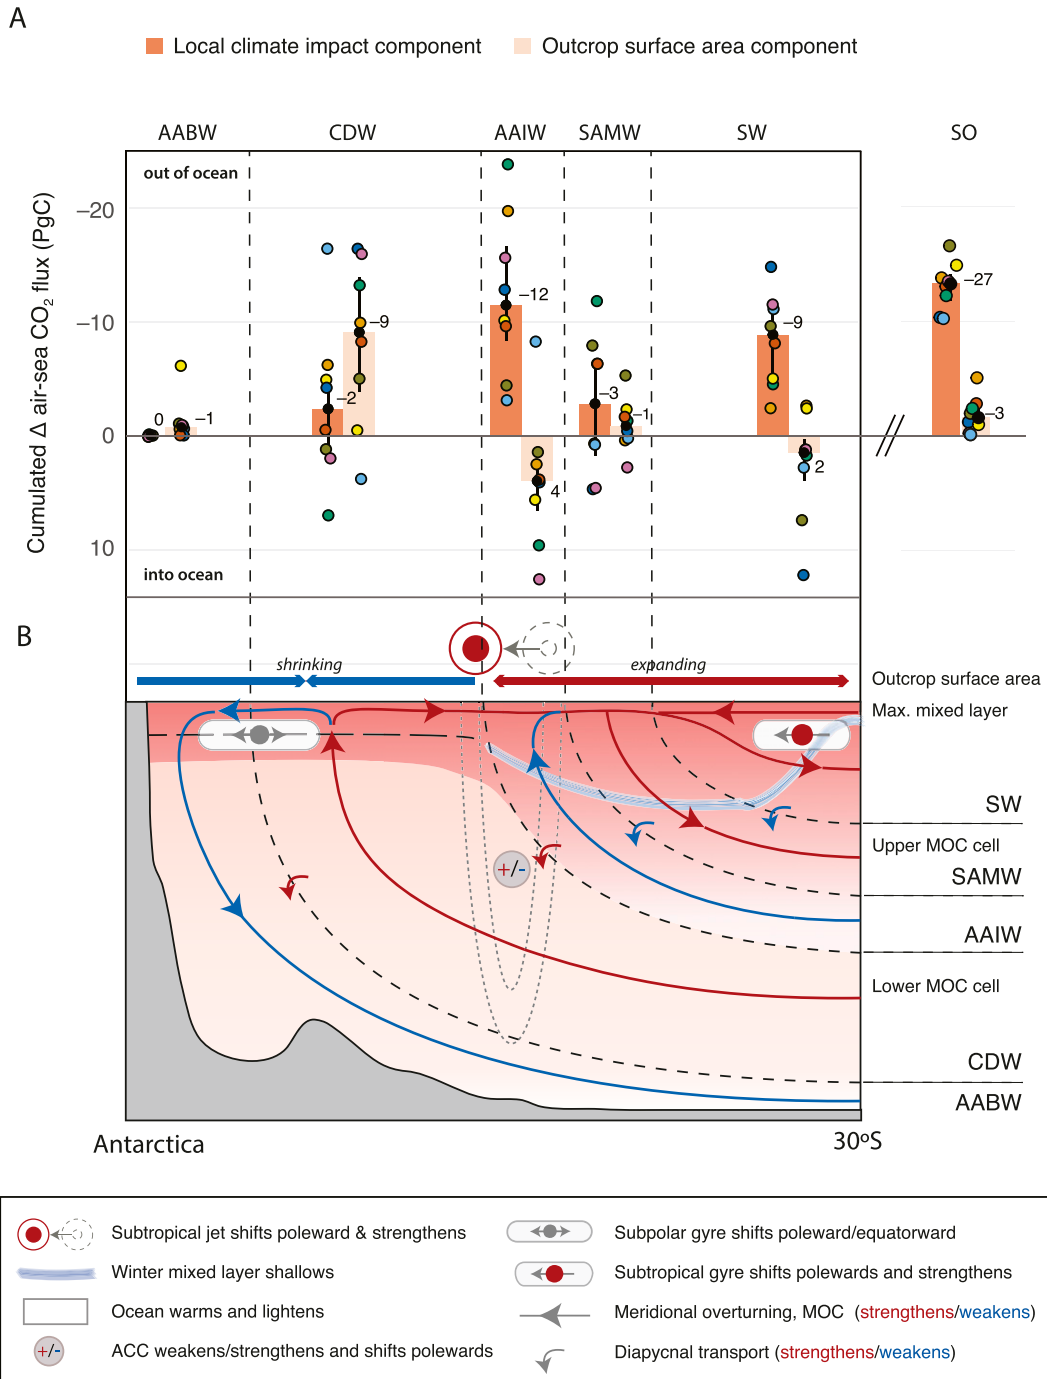 A
Local climate impact component
Outcrop surface area component
AABW CDW AAIW SAMW SW SO
out of ocean
Cumulated Δ air-sea CO2 flux (PgC)
–20
–10
0
10
0
–1
–2
–9
–12
4
–3
–1
–9
2
–27
–3
into ocean
B
shrinking
expanding
Outcrop surface area
Max. mixed layer
SW
Upper MOC cell
SAMW
+/-
AAIW
Lower MOC cell
CDW
AABW
Antarctica
30ºS
Subtropical jet shifts poleward & strengthens
Subpolar gyre shifts poleward/equatorward
Winter mixed layer shallows
Subtropical gyre shifts polewards and strengthens
Ocean warms and lightens
Meridional overturning, MOC (strengthens/weakens)
+/-
ACC weakens/strengthens and shifts polewards
Diapycnal transport (strengthens/weakens)